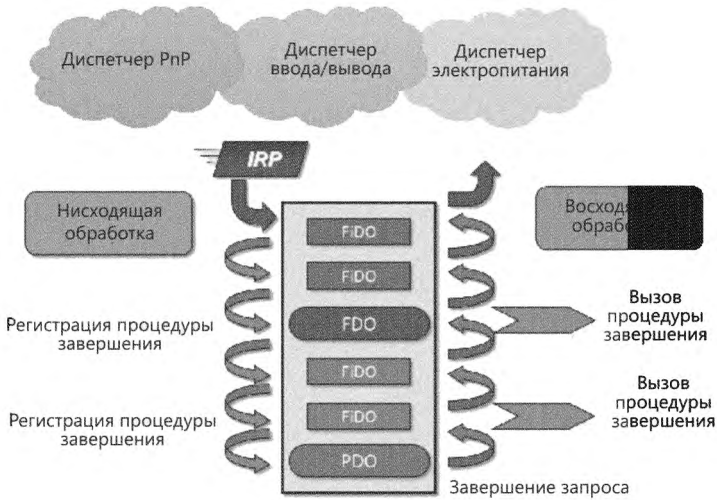 Диспетчер PnP
Диспетчер
ввода/вывода
Диспетчер
электропитания
IRP
Нисходящая
обработка
FiDO
FiDO
FDO
FiDO
FiDO
PDO
Регистрация процедуры
завершения
Регистрация процедуры
завершения
Вызов
процедуры
завершения
Вызов
процедуры
завершения
Завершение запроса